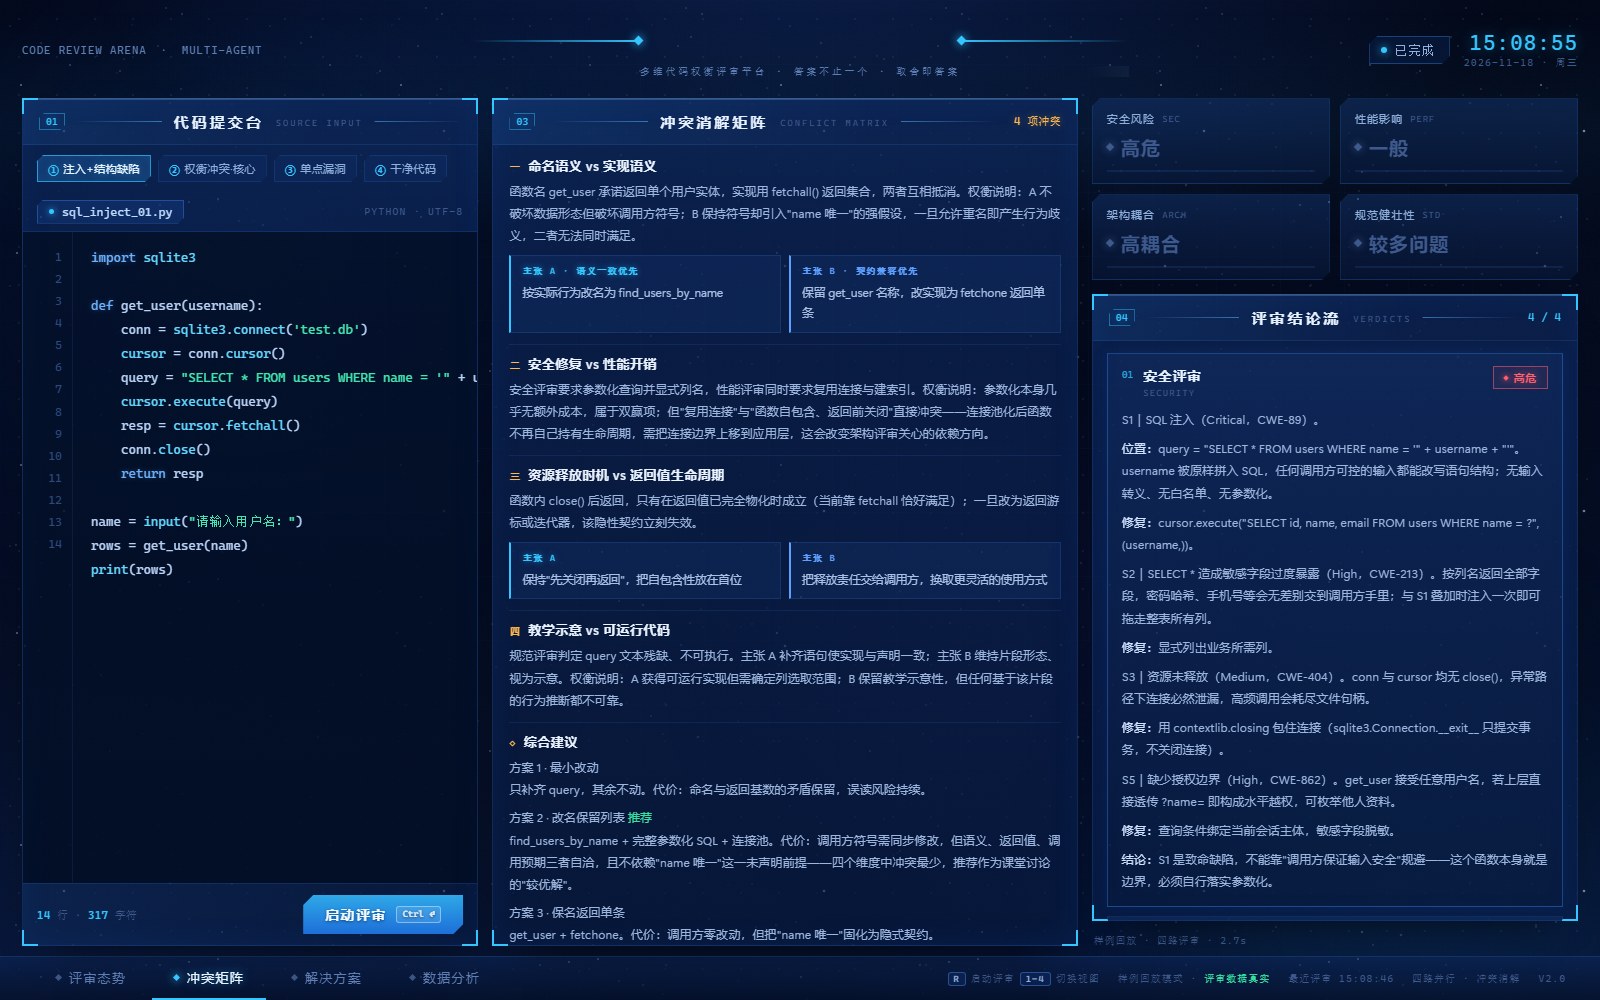 CODE REVIEW ARENA · MULTI-AGENT
多维代码权衡评审平台 · 答案不止一个 · 取舍即答案
已完成
15:08:55
2026-11-18 · 周三
01 代码提交台 SOURCE INPUT
① 注入+结构缺陷 ② 权衡冲突·核心 ③ 单点漏洞 ④ 干净代码
sql_inject_01.py PYTHON · UTF-8
1 import sqlite3
2
3 def get_user(username):
4 conn = sqlite3.connect('test.db')
5 cursor = conn.cursor()
6 query = "SELECT * FROM users WHERE name = '" + u
7 cursor.execute(query)
8 resp = cursor.fetchall()
9 conn.close()
10 return resp
11
12 name = input("请输入用户名: ")
13 rows = get_user(name)
14 print(rows)
14 行 · 317 字符
启动评审 Ctrl ⏎
03 冲突消解矩阵 CONFLICT MATRIX 4 项冲突
一 命名语义 vs 实现语义
函数名 get_user 承诺返回单个用户实体，实现用 fetchall() 返回集合，两者互相抵消。权衡说明：A 不
破坏数据形态但破坏调用方符号；B 保持符号却引入"name 唯一"的强假设，一旦允许重名即产生行为歧
义，二者无法同时满足。
主张 A · 语义一致优先
按实际行为改名为 find_users_by_name
主张 B · 契约兼容优先
保留 get_user 名称，改实现为 fetchone 返回单
条
二 安全修复 vs 性能开销
安全评审要求参数化查询并显式列名，性能评审同时要求复用连接与建索引。权衡说明：参数化本身几
乎无额外成本，属于双赢项；但"复用连接"与"函数自包含、返回前关闭"直接冲突——连接池化后函数
不再自己持有生命周期，需把连接边界上移到应用层，这会改变架构评审关心的依赖方向。
三 资源释放时机 vs 返回值生命周期
函数内 close() 后返回，只有在返回值已完全物化时成立（当前靠 fetchall 恰好满足）；一旦改为返回游
标或迭代器，该隐性契约立刻失效。
主张 A
保持"先关闭再返回"，把自包含性放在首位
主张 B
把释放责任交给调用方，换取更灵活的使用方式
四 教学示意 vs 可运行代码
规范评审判定 query 文本残缺、不可执行。主张 A 补齐语句使实现与声明一致；主张 B 维持片段形态、
视为示意。权衡说明：A 获得可运行实现但需确定列选取范围；B 保留教学示意性，但任何基于该片段
的行为推断都不可靠。
综合建议
方案 1 · 最小改动
只补齐 query，其余不动。代价：命名与返回基数的矛盾保留，误读风险持续。
方案 2 · 改名保留列表 推荐
find_users_by_name + 完整参数化 SQL + 连接池。代价：调用方符号需同步修改，但语义、返回值、调
用预期三者自洽，且不依赖"name 唯一"这一未声明前提——四个维度中冲突最少，推荐作为课堂讨论
的"较优解"。
方案 3 · 保名返回单条
get_user + fetchone。代价：调用方零改动，但把"name 唯一"固化为隐式契约。
安全风险 SEC
高危
性能影响 PERF
一般
架构耦合 ARCH
高耦合
规范健壮性 STD
较多问题
04 评审结论流 VERDICTS 4 / 4
01 安全评审 高危
SECURITY
S1 | SQL 注入（Critical，CWE-89）。
位置：query = "SELECT * FROM users WHERE name = '" + username + "'"。
username 被原样拼入 SQL，任何调用方可控的输入都能改写语句结构；无输入
转义、无白名单、无参数化。
修复：cursor.execute("SELECT id, name, email FROM users WHERE name = ?",
(username,))。
S2 | SELECT * 造成敏感字段过度暴露（High，CWE-213）。按列名返回全部字
段，密码哈希、手机号等会无差别交到调用方手里；与 S1 叠加时注入一次即可
拖走整表所有列。
修复：显式列出业务所需列。
S3 | 资源未释放（Medium，CWE-404）。conn 与 cursor 均无 close()，异常路
径下连接必然泄漏，高频调用会耗尽文件句柄。
修复：用 contextlib.closing 包住连接（sqlite3.Connection.__exit__ 只提交事
务，不关闭连接）。
S5 | 缺少授权边界（High，CWE-862）。get_user 接受任意用户名，若上层直
接透传 ?name= 即构成水平越权，可枚举他人资料。
修复：查询条件绑定当前会话主体，敏感字段脱敏。
结论：S1 是致命缺陷，不能靠"调用方保证输入安全"规避——这个函数本身就是
边界，必须自行落实参数化。
样例回放 · 四路评审 · 2.7s
评审态势 冲突矩阵 解决方案 数据分析
R 启动评审 1-4 切换视图 样例回放模式 · 评审数据真实 最近评审 15:08:46 四路并行 · 冲突消解 V2.0